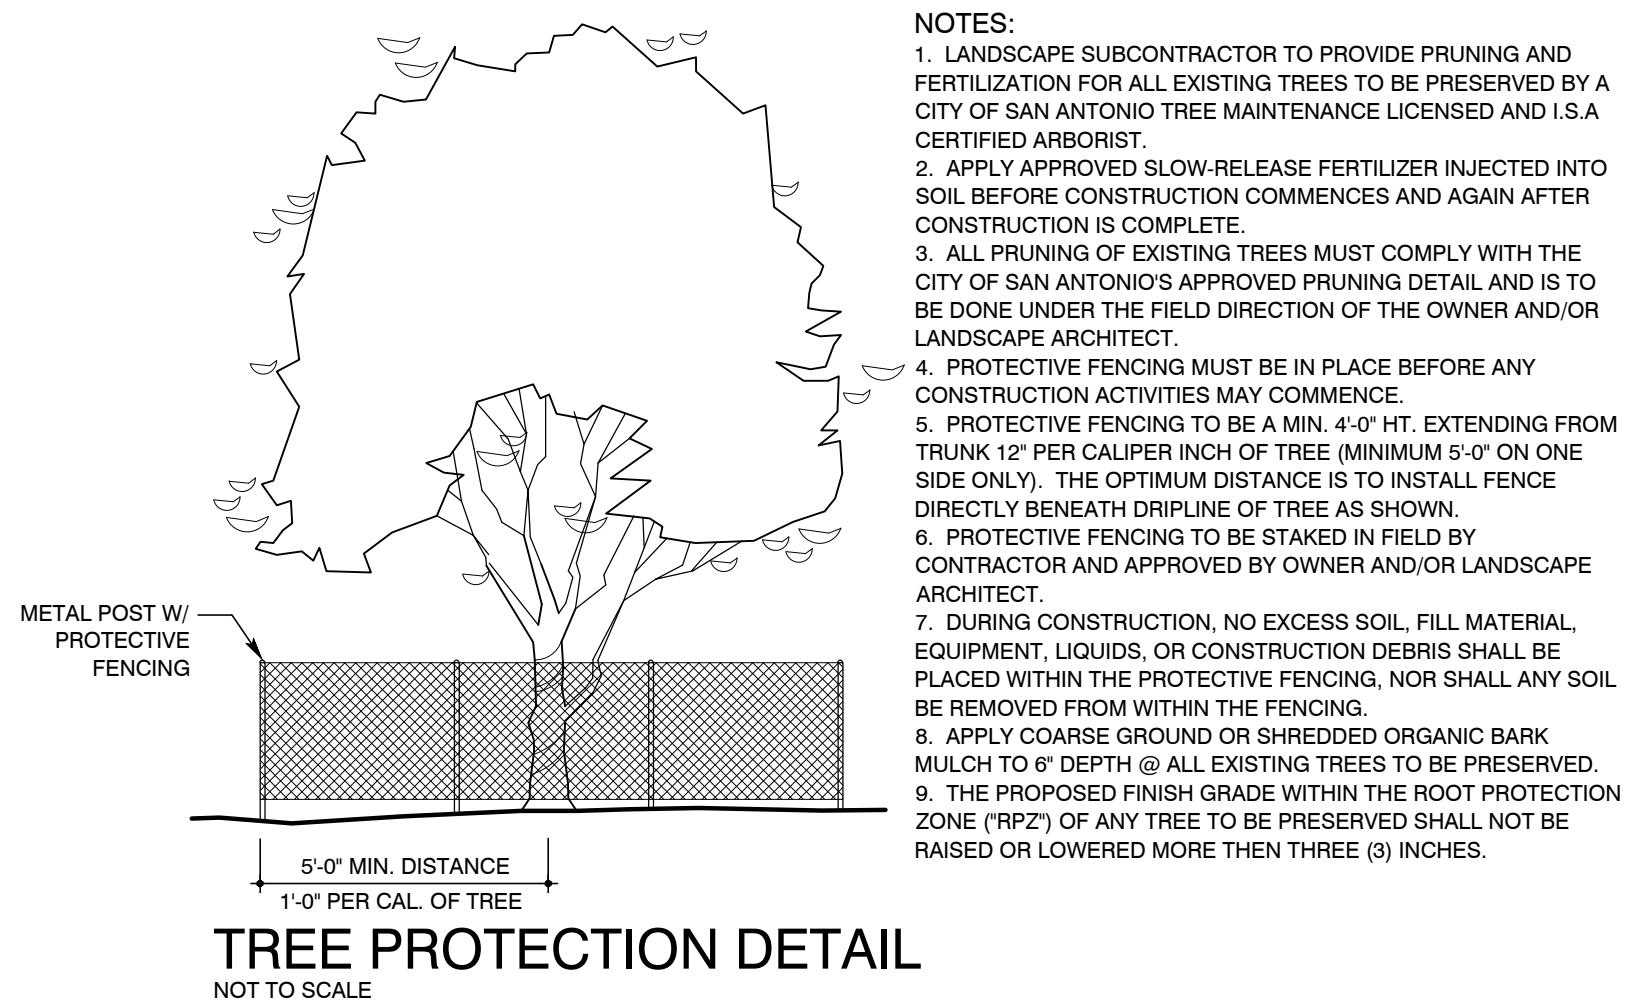 NOTES:
1.  LANDSCAPE SUBCONTRACTOR TO PROVIDE PRUNING AND
FERTILIZATION FOR ALL EXISTING TREES TO BE PRESERVED BY A
CITY OF SAN ANTONIO TREE MAINTENANCE LICENSED AND I.S.A
CERTIFIED ARBORIST.
2.  APPLY APPROVED SLOW-RELEASE FERTILIZER INJECTED INTO
SOIL BEFORE CONSTRUCTION COMMENCES AND AGAIN AFTER
CONSTRUCTION IS COMPLETE.
3.  ALL PRUNING OF EXISTING TREES MUST COMPLY WITH THE
CITY OF SAN ANTONIO'S APPROVED PRUNING DETAIL AND IS TO
BE DONE UNDER THE FIELD DIRECTION OF THE OWNER AND/OR
LANDSCAPE ARCHITECT.
4.  PROTECTIVE FENCING MUST BE IN PLACE BEFORE ANY
CONSTRUCTION ACTIVITIES MAY COMMENCE.
5.  PROTECTIVE FENCING TO BE A MIN. 4'-0" HT. EXTENDING FROM
TRUNK 12" PER CALIPER INCH OF TREE (MINIMUM 5'-0" ON ONE
SIDE ONLY).  THE OPTIMUM DISTANCE IS TO INSTALL FENCE
DIRECTLY BENEATH DRIPLINE OF TREE AS SHOWN.
6.  PROTECTIVE FENCING TO BE STAKED IN FIELD BY
CONTRACTOR AND APPROVED BY OWNER AND/OR LANDSCAPE
ARCHITECT.
7.  DURING CONSTRUCTION, NO EXCESS SOIL, FILL MATERIAL,
EQUIPMENT, LIQUIDS, OR CONSTRUCTION DEBRIS SHALL BE
PLACED WITHIN THE PROTECTIVE FENCING, NOR SHALL ANY SOIL
BE REMOVED FROM WITHIN THE FENCING.
8.  APPLY COARSE GROUND OR SHREDDED ORGANIC BARK
MULCH TO 6" DEPTH @ ALL EXISTING TREES TO BE PRESERVED.
9.  THE PROPOSED FINISH GRADE WITHIN THE ROOT PROTECTION
ZONE ("RPZ") OF ANY TREE TO BE PRESERVED SHALL NOT BE
RAISED OR LOWERED MORE THEN THREE (3) INCHES.
METAL POST W/
PROTECTIVE
FENCING
5'-0" MIN. DISTANCE
1'-0" PER CAL. OF TREE
TREE PROTECTION DETAIL
NOT TO SCALE